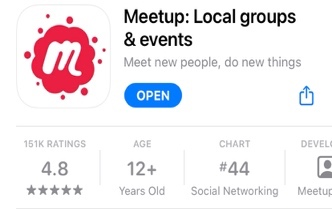 m
Meetup: Local groups
& events
Meet new people, do new things
OPEN
151K RATINGS
4.8
AGE
12+
Years Old
CHART
#44
Social Networking
DEVELO
Meetup